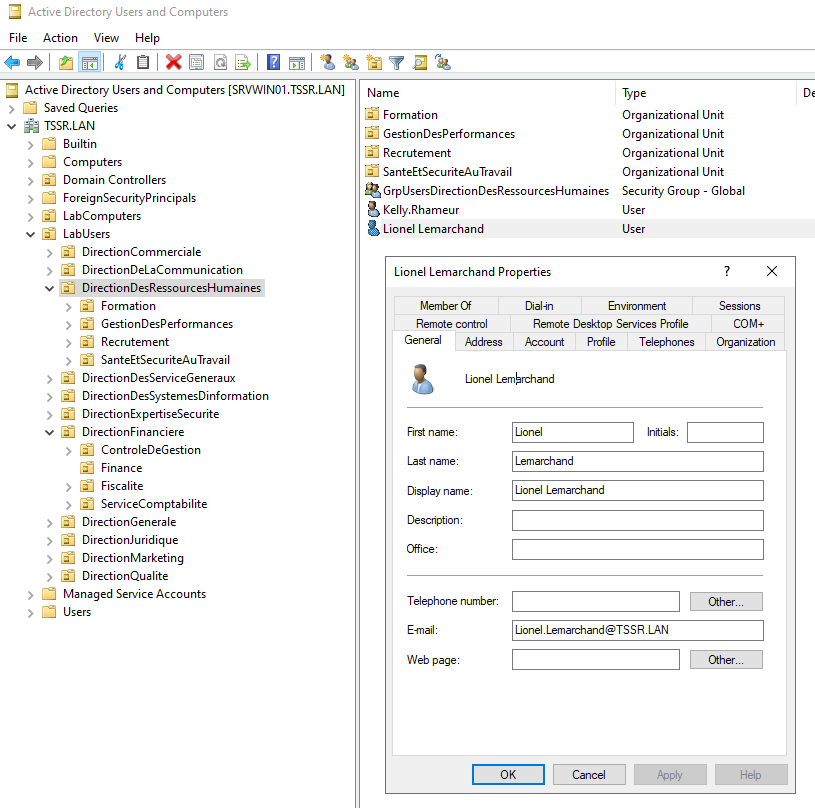 Active Directory Users and Computers
File Action View Help
Active Directory Users and Computers [SRVWIN01.TSSR.LAN]
Saved Queries
TSSR.LAN
Builtin
Computers
Domain Controllers
ForeignSecurityPrincipals
LabComputers
LabUsers
DirectionCommerciale
DirectionDeLaCommunication
DirectionDesRessourcesHumaines
Formation
GestionDesPerformances
Recrutement
SanteEtSecuriteAuTravail
DirectionDesServiceGeneraux
DirectionDesSystemesDinformation
DirectionExpertiseSecurite
DirectionFinanciere
ControleDeGestion
Finance
Fiscalite
ServiceComptabilite
DirectionGenerale
DirectionJuridique
DirectionMarketing
DirectionQualite
Managed Service Accounts
Users
Name Type De
Formation Organizational Unit
GestionDesPerformances Organizational Unit
Recrutement Organizational Unit
SanteEtSecuriteAuTravail Organizational Unit
GrpUsersDirectionDesRessourcesHumaines Security Group - Global
Kelly.Rhameur User
Lionel Lemarchand User
Lionel Lemarchand Properties ?
Member Of Dial-in Environment Sessions
Remote control Remote Desktop Services Profile COM+
General Address Account Profile Telephones Organization
Lionel Lemarchand
First name: Lionel Initials:
Last name: Lemarchand
Display name: Lionel Lemarchand
Description:
Office:
Telephone number: Other...
E-mail: Lionel.Lemarchand@TSSR.LAN
Web page: Other...
OK Cancel Apply Help